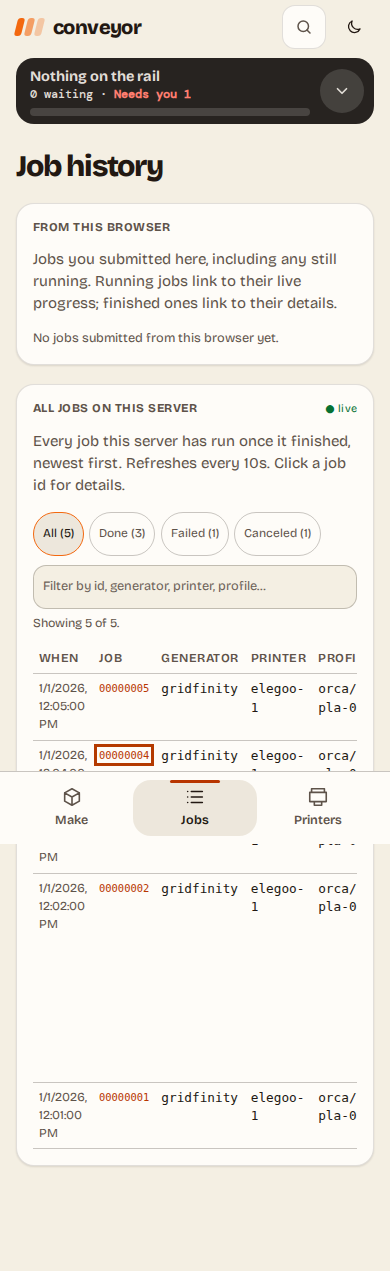 conveyor
Nothing on the rail
0 waiting · Needs you 1
Job history
FROM THIS BROWSER
Jobs you submitted here, including any still
running. Running jobs link to their live
progress; finished ones link to their details.
No jobs submitted from this browser yet.
ALL JOBS ON THIS SERVER
live
Every job this server has run once it finished,
newest first. Refreshes every 10s. Click a job
id for details.
All (5) Done (3) Failed (1) Canceled (1)
Filter by id, generator, printer, profile...
Showing 5 of 5.
WHEN JOB GENERATOR PRINTER PROFI
1/1/2026, 00000005 gridfinity elegoo- orca/
12:05:00 1 pla-0
PM
1/1/2026, 00000004 gridfinity elegoo- orca/
Make Jobs Printers
PM
1/1/2026, 00000002 gridfinity elegoo- orca/
12:02:00 1 pla-0
PM
1/1/2026, 00000001 gridfinity elegoo- orca/
12:01:00 1 pla-0
PM